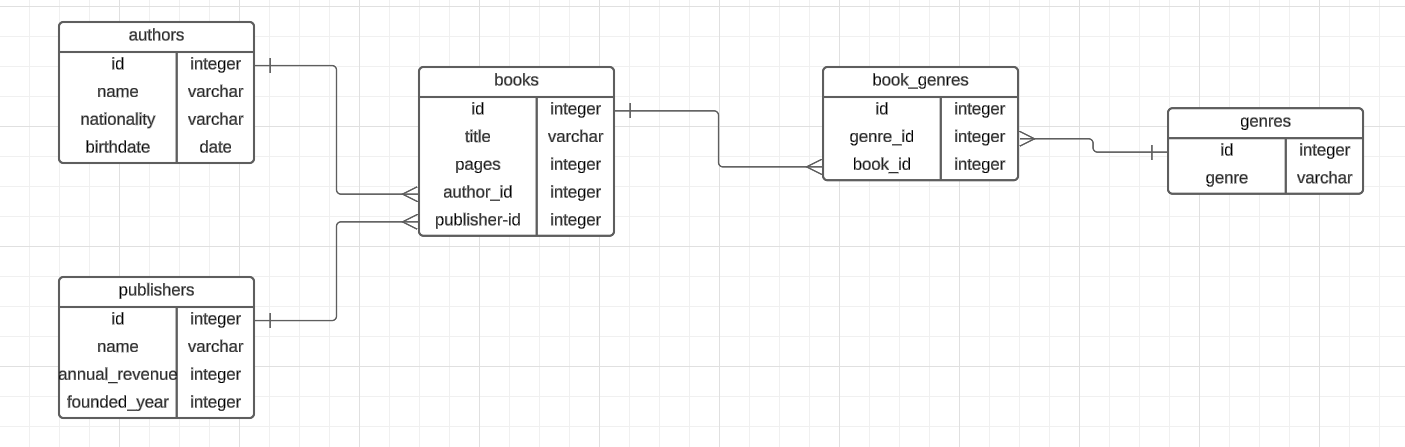 authors
id integer
name varchar
nationality varchar
birthdate date
books
id integer
title varchar
pages integer
author_id integer
publisher-id integer
book_genres
id integer
genre_id integer
book_id integer
genres
id integer
genre varchar
publishers
id integer
name varchar
annual_revenue integer
founded_year integer